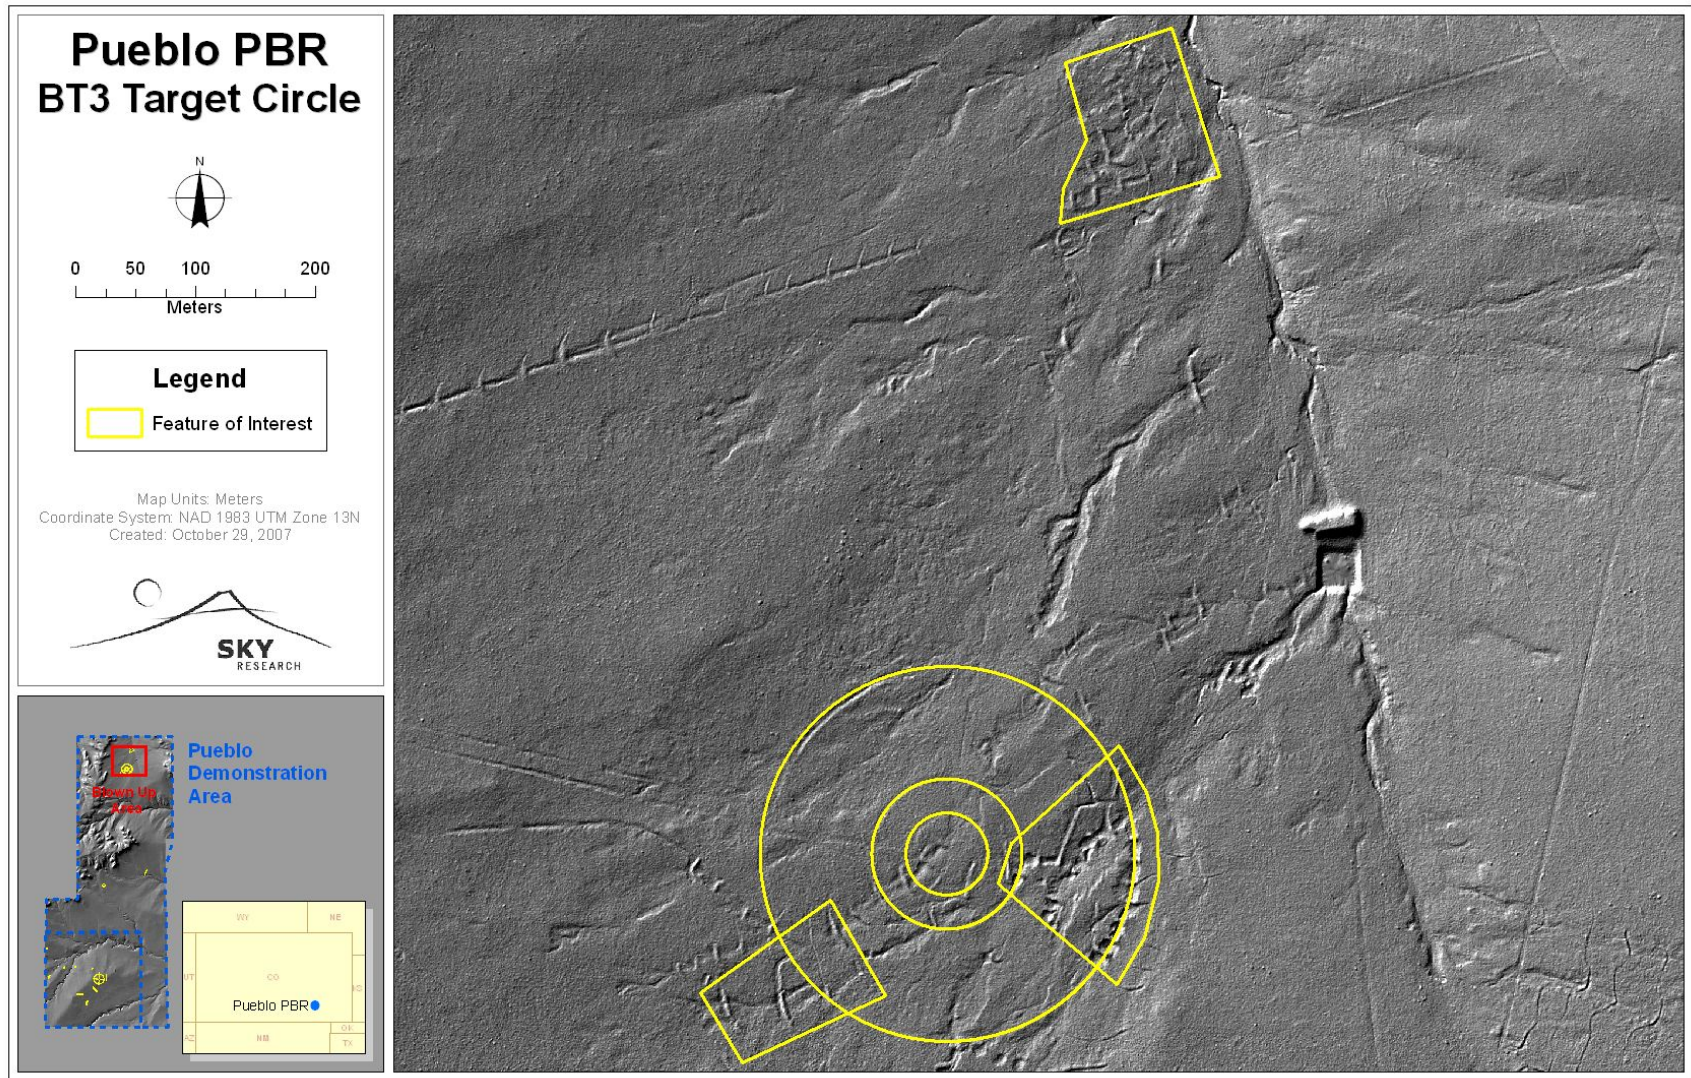 Pueblo PBR
BT3 Target Circle
N
0 50 100 200
Meters
Legend
Feature of Interest
Map Units: Meters
Coordinate System: NAD 1983 UTM Zone 13N
Created: October 29, 2007
SKY
RESEARCH
Pueblo
Demonstration
Area
Blown Up
Area
WY NE
UT CO KS
Pueblo PBR
AZ NM OK
TX